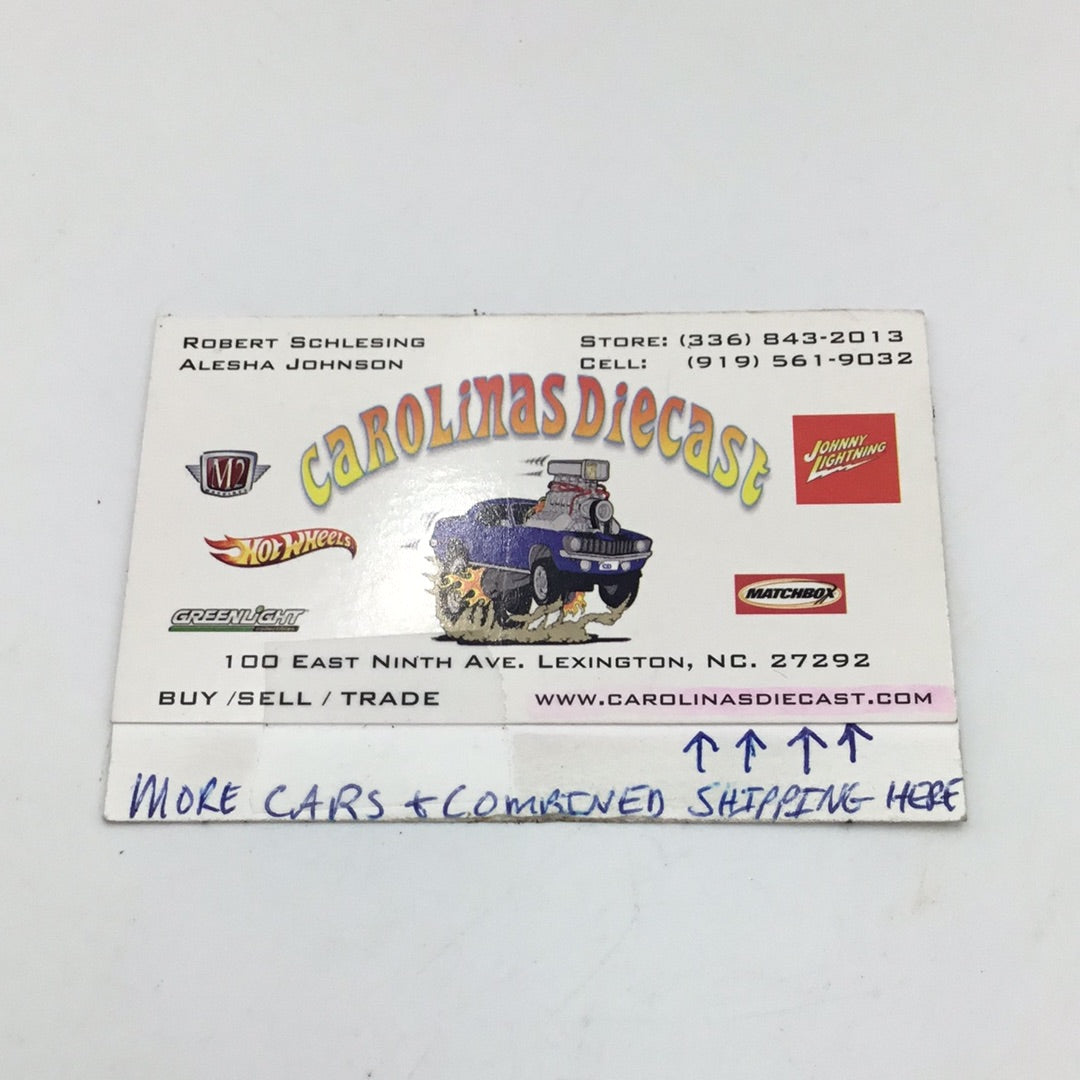 ROBERT SCHLESING
ALESHA JOHNSON
STORE: (336) 843-2013
CELL: (919) 561-9032
CAROLINAS DIECAST
M2
JOHNNY LIGHTNING
HOT WHEELS
MATCHBOX
GREENLIGHT
CD
100 EAST NINTH AVE. LEXINGTON, NC. 27292
BUY /SELL / TRADE
WWW.CAROLINASDIECAST.COM
↑ ↑ ↑ ↑
MORE CARS + COMBINED SHIPPING HERE